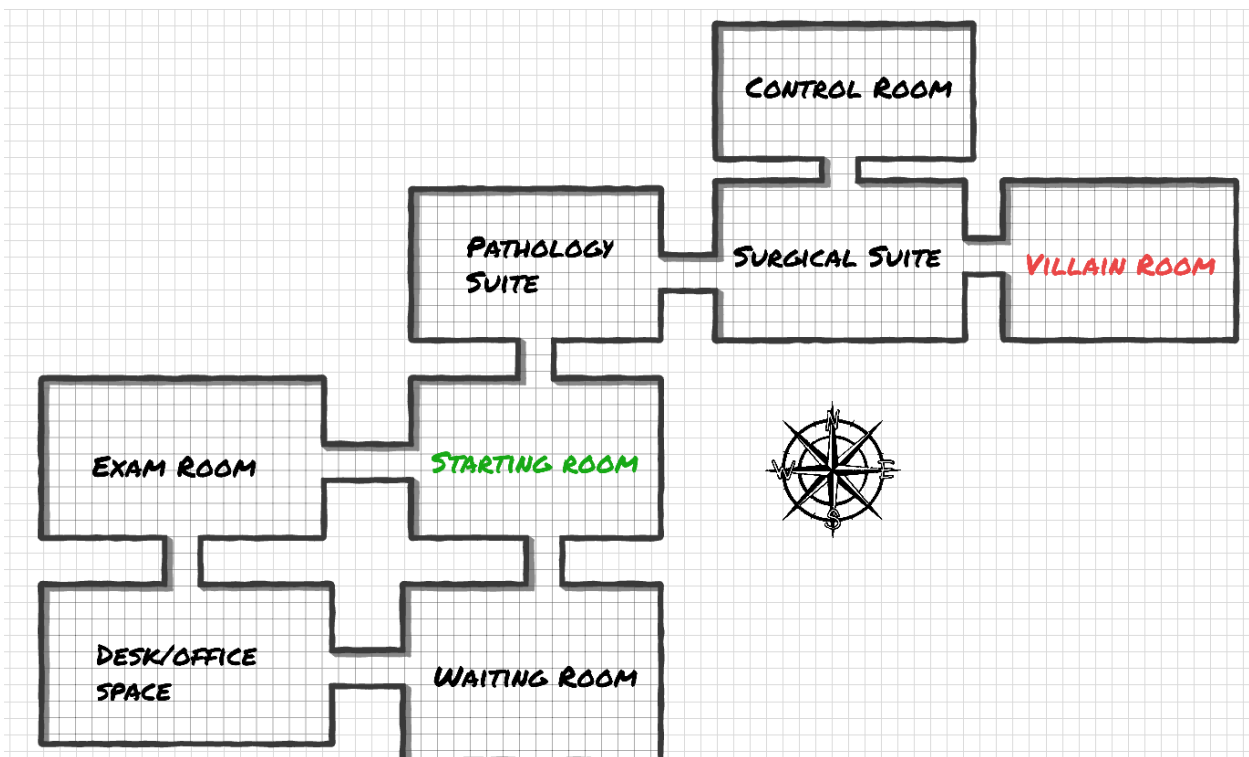 Control Room
Pathology
Suite
Surgical Suite
Villain Room
Exam Room
Starting room
N
W
E
S
Desk/office
space
Waiting Room